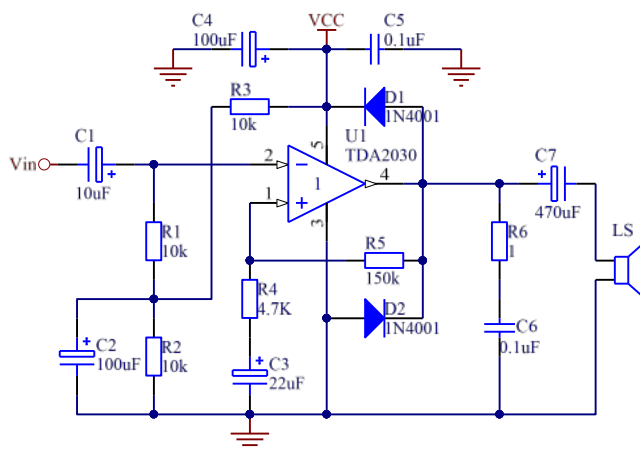 C4
100uF
+
VCC
C5
0.1uF
R3
10k
D1
1N4001
U1
TDA2030
C1
Vin
+
10uF
2
−
5
1
1
+
3
4
C7
+
470uF
R1
10k
R5
150k
R6
1
LS
R4
4.7K
D2
1N4001
C2
+
100uF
R2
10k
+
C3
22uF
C6
0.1uF